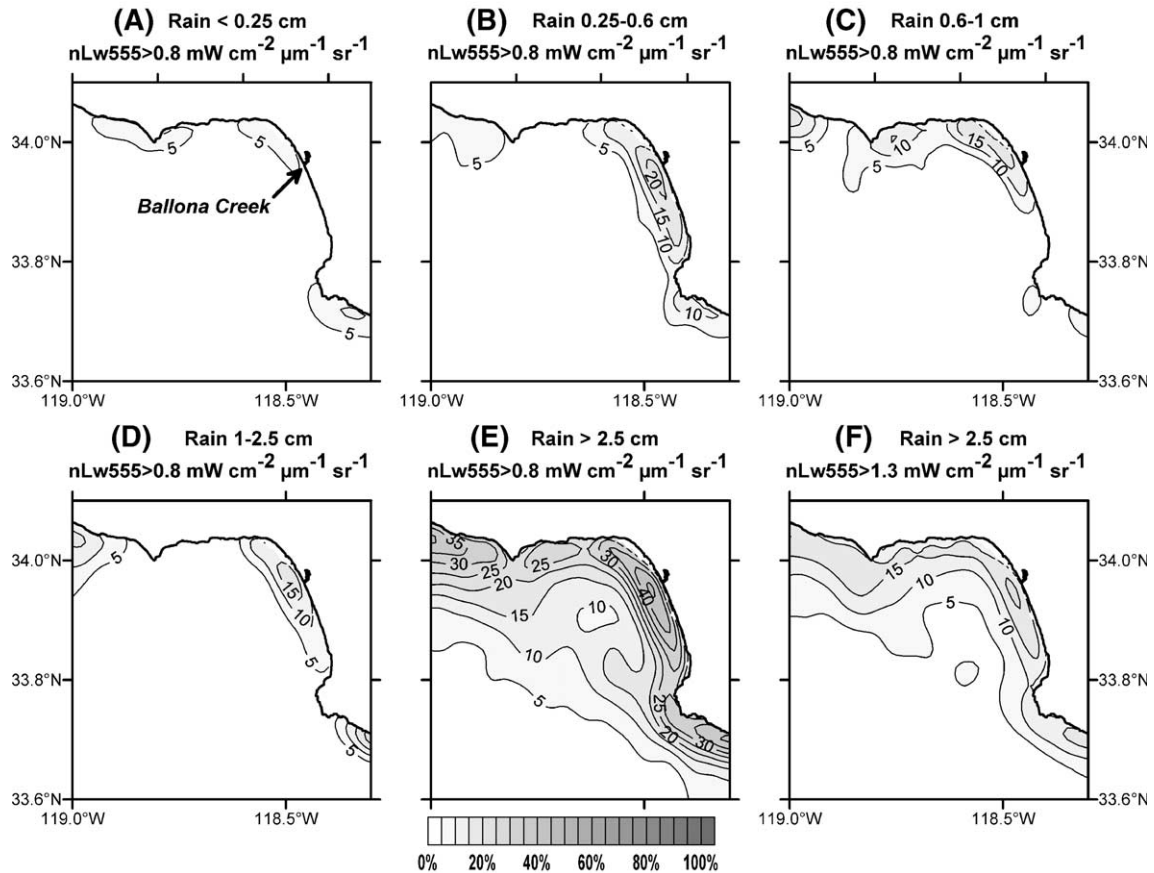 (A) Rain < 0.25 cm
nLw555>0.8 mW cm⁻² μm⁻¹ sr⁻¹
(B) Rain 0.25-0.6 cm
nLw555>0.8 mW cm⁻² μm⁻¹ sr⁻¹
(C) Rain 0.6-1 cm
nLw555>0.8 mW cm⁻² μm⁻¹ sr⁻¹
34.0°N
33.8°N
33.6°N
119.0°W 118.5°W
5
5
5
Ballona Creek
5
5
20
15
10
10
118.5°W
5
10
5
15
10
34.0°N
33.8°N
33.6°N
119.0°W 118.5°W
(D) Rain 1-2.5 cm
nLw555>0.8 mW cm⁻² μm⁻¹ sr⁻¹
(E) Rain > 2.5 cm
nLw555>0.8 mW cm⁻² μm⁻¹ sr⁻¹
(F) Rain > 2.5 cm
nLw555>1.3 mW cm⁻² μm⁻¹ sr⁻¹
34.0°N
33.8°N
33.6°N
119.0°W 118.5°W
5
15
10
5
5
35
30
25
20
25
30
40
15
10
10
5
25
20
30
15
10
5
10
34.0°N
33.8°N
33.6°N
119.0°W 118.5°W
0% 20% 40% 60% 80% 100%